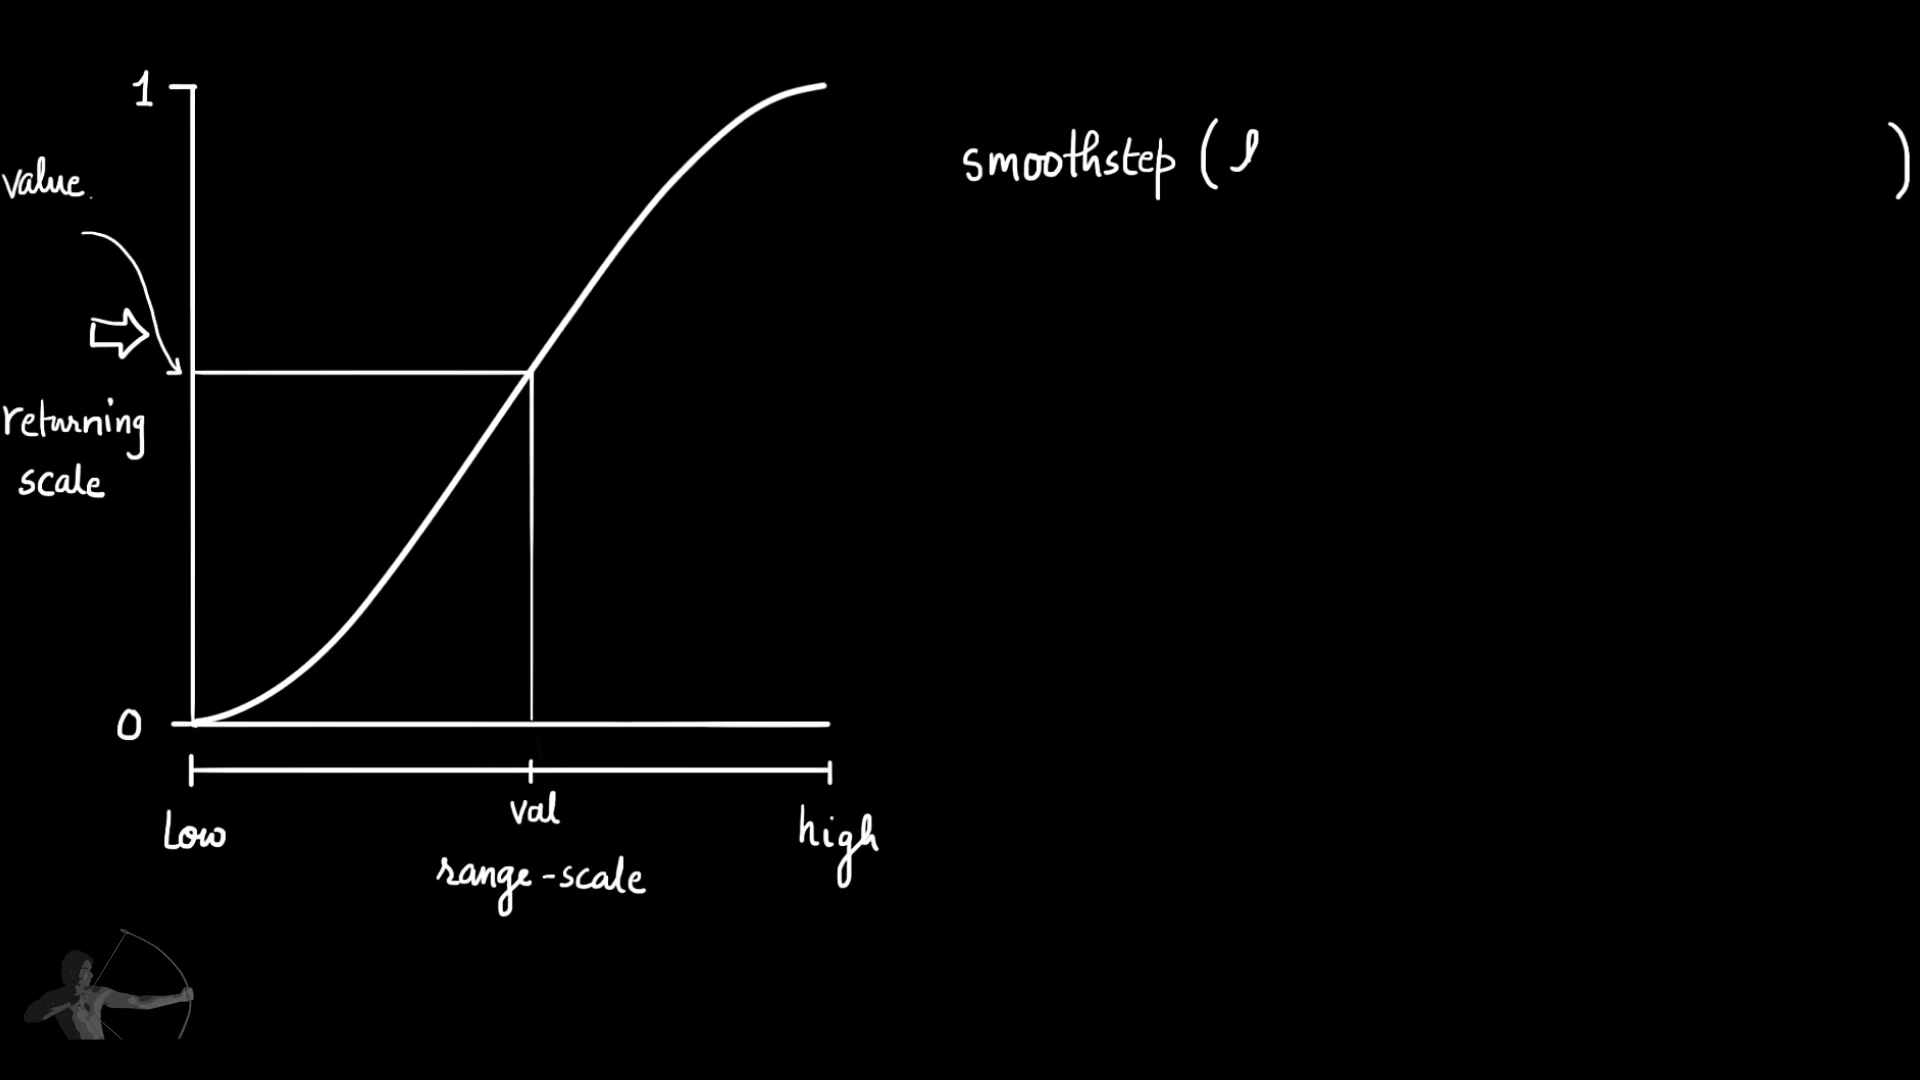 1
value.
smoothstep ( )
returning
scale
0
Low
val
high
range-scale